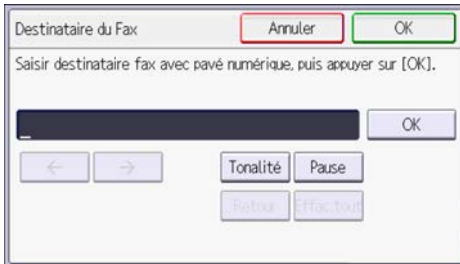 Destinataire du Fax Annuler OK
Saisir destinataire fax avec pavé numérique, puis appuyer sur [OK].
OK
← → Tonalité Pause
Retour Effac.tout